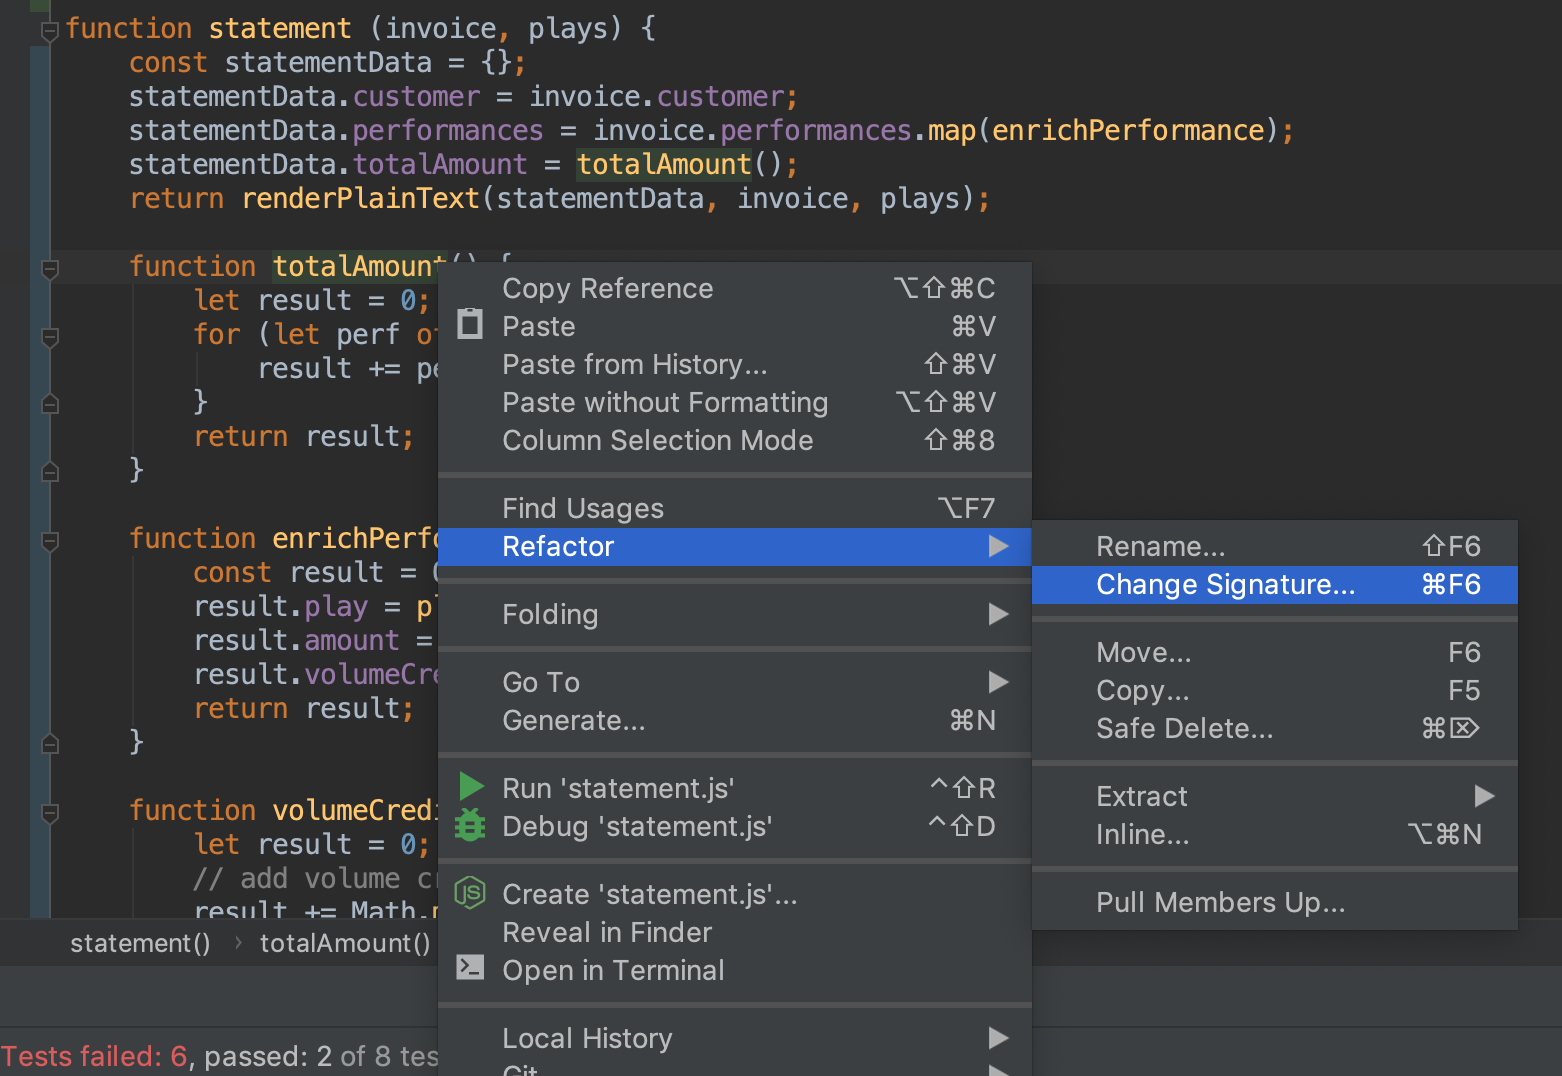 function statement (invoice, plays) {
const statementData = {};
statementData.customer = invoice.customer;
statementData.performances = invoice.performances.map(enrichPerformance);
statementData.totalAmount = totalAmount();
return renderPlainText(statementData, invoice, plays);
function totalAmount() {
let result = 0;
for (let perf of
result += pe
}
return result;
}
function enrichPerfo
const result = O
result.play = pl
result.amount =
result.volumeCre
return result;
}
function volumeCredi
let result = 0;
// add volume cr
result += Math.
statement() › totalAmount()
Tests failed: 6, passed: 2 of 8 tes
Copy Reference ⌥⇧⌘C
Paste ⌘V
Paste from History... ⇧⌘V
Paste without Formatting ⌥⇧⌘V
Column Selection Mode ⇧⌘8
Find Usages ⌥F7
Refactor
Folding
Go To
Generate... ⌘N
Run 'statement.js' ^⇧R
Debug 'statement.js' ^⇧D
Create 'statement.js'...
Reveal in Finder
Open in Terminal
Local History
Git
Rename... ⇧F6
Change Signature... ⌘F6
Move... F6
Copy... F5
Safe Delete... ⌘⌦
Extract
Inline... ⌥⌘N
Pull Members Up...